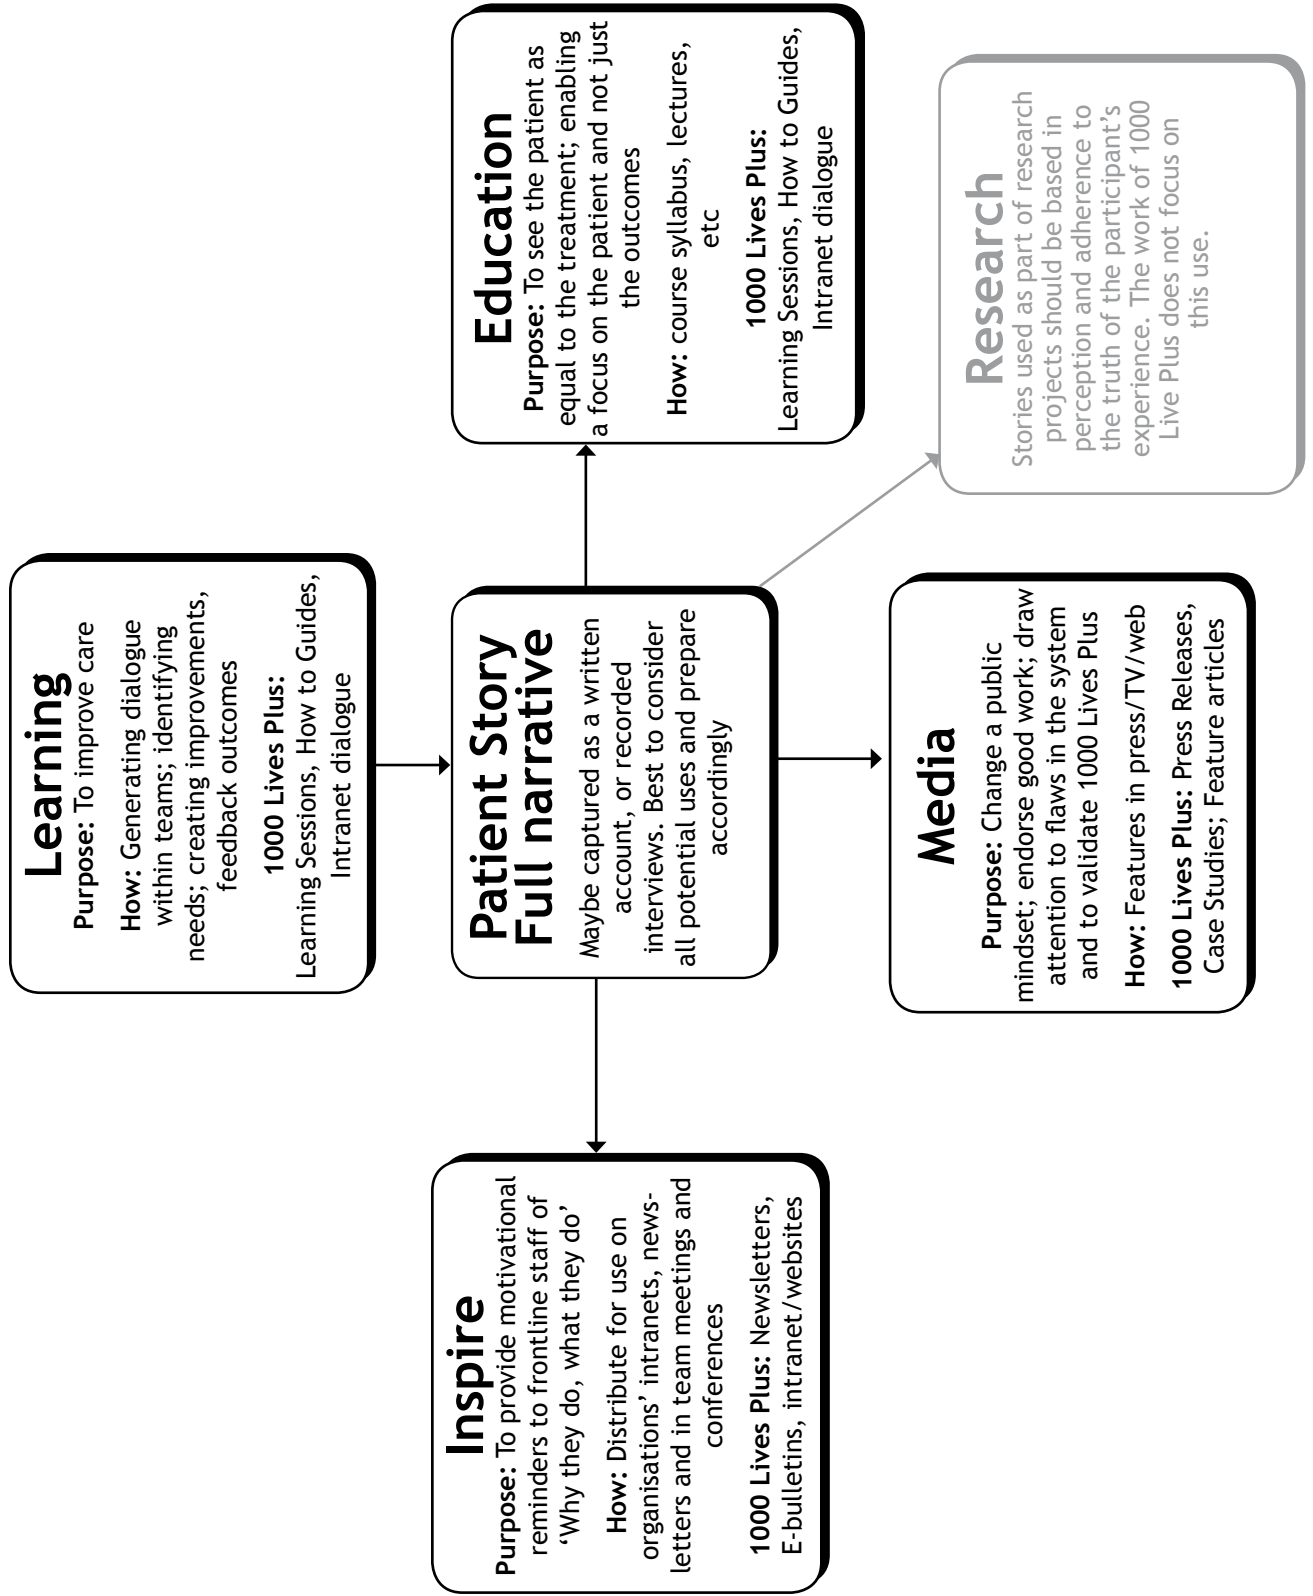 Learning
Purpose: To improve care
How: Generating dialogue
within teams; identifying
needs; creating improvements,
feedback outcomes
1000 Lives Plus:
Learning Sessions, How to Guides,
Intranet dialogue
Inspire
Purpose: To provide motivational
reminders to frontline staff of
‘Why they do, what they do’
How: Distribute for use on
organisations’ intranets, news-
letters and in team meetings and
conferences
1000 Lives Plus: Newsletters,
E-bulletins, intranet/websites
Patient Story
Full narrative
Maybe captured as a written
account, or recorded
interviews. Best to consider
all potential uses and prepare
accordingly
Education
Purpose: To see the patient as
equal to the treatment; enabling
a focus on the patient and not just
the outcomes
How: course syllabus, lectures,
etc
1000 Lives Plus:
Learning Sessions, How to Guides,
Intranet dialogue
Media
Purpose: Change a public
mindset; endorse good work; draw
attention to flaws in the system
and to validate 1000 Lives Plus
How: Features in press/TV/web
1000 Lives Plus: Press Releases,
Case Studies; Feature articles
Research
Stories used as part of research
projects should be based in
perception and adherence to
the truth of the participant’s
experience. The work of 1000
Live Plus does not focus on
this use.